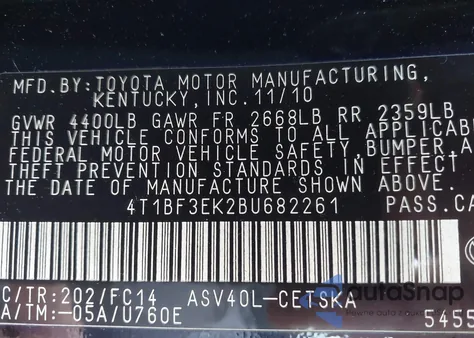 MFD.BY:TOYOTA MOTOR MANUFACTURING,
KENTUCKY,INC.11/10
GVWR 4400LB GAWR FR 2668LB RR 2359LB
THIS VEHICLE CONFORMS TO ALL APPLICAB
FEDERAL MOTOR VEHICLE SAFETY,BUMPER,A
THEFT PREVENTION STANDARDS IN EFFECT
THE DATE OF MANUFACTURE SHOWN ABOVE.
4T1BF3EK2BU682261 PASS.CA
C/TR:202/FC14 ASV40L-CETSKA
A/TM:-05A/U760E 5455
autoSnap